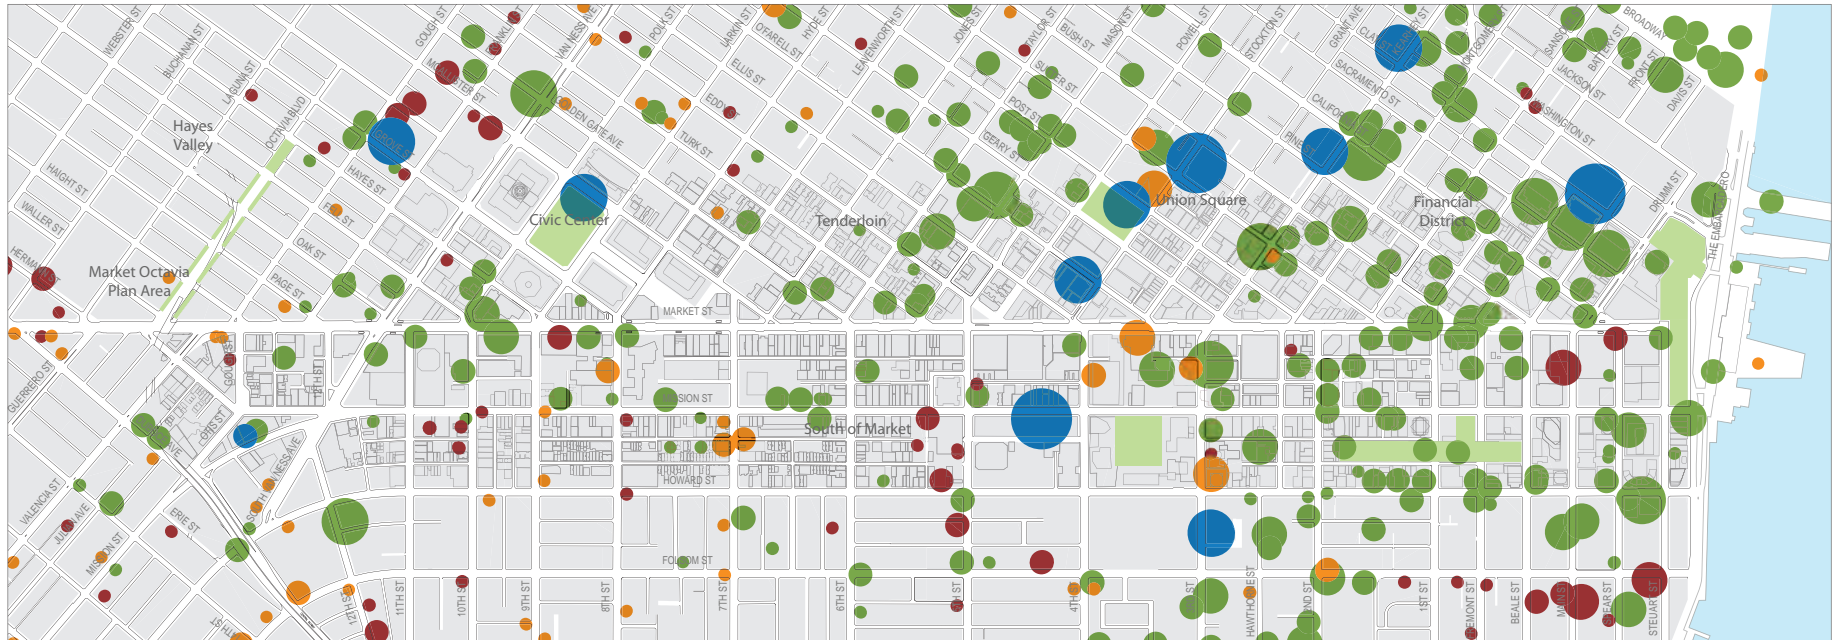 WEBSTER ST
BUCHANAN ST
LAGUNA ST
OCTAVIA BLVD
GOUGH ST
FRANKLIN ST
VAN NESS AVE
POLK ST
LARKIN ST
O'FARELL ST
HYDE ST
LEAVENWORTH ST
JONES ST
TAYLOR ST
BUSH ST
MASON ST
POWELL ST
STOCKTON ST
GRANT AVE
CLAY ST
KEARNY ST
MONTGOMERY ST
SANSOME ST
BATTERY ST
BROADWAY
FRONT ST
DAVIS ST
JACKSON ST
WASHINGTON ST
SACRAMENTO ST
CALIFORNIA ST
PINE ST
SUTTER ST
POST ST
GEARY ST
ELLIS ST
EDDY ST
TURK ST
GOLDEN GATE AVE
MCALLISTER ST
GROVE ST
HAYES ST
FELL ST
OAK ST
PAGE ST
HAIGHT ST
WALLER ST
HERMANN ST
Hayes
Valley
Civic Center
Tenderloin
Union Square
Financial
District
DRUMM ST
THE EMBARCADERO
Market Octavia
Plan Area
MARKET ST
GUERRERO ST
GOUGH ST
12TH ST
OTIS ST
MISSION ST
South of Market
AVE
SOUTH VAN NESS AVE
HOWARD ST
VALENCIA ST
JULIAN AVE
MISSION ST
ERIE ST
FOLSOM ST
14TH ST
12TH ST
11TH ST
10TH ST
9TH ST
8TH ST
7TH ST
6TH ST
5TH ST
4TH ST
HAWTHORNE ST
2ND ST
1ST ST
FREMONT ST
BEALE ST
MAIN ST
SPEAR ST
STEUART ST